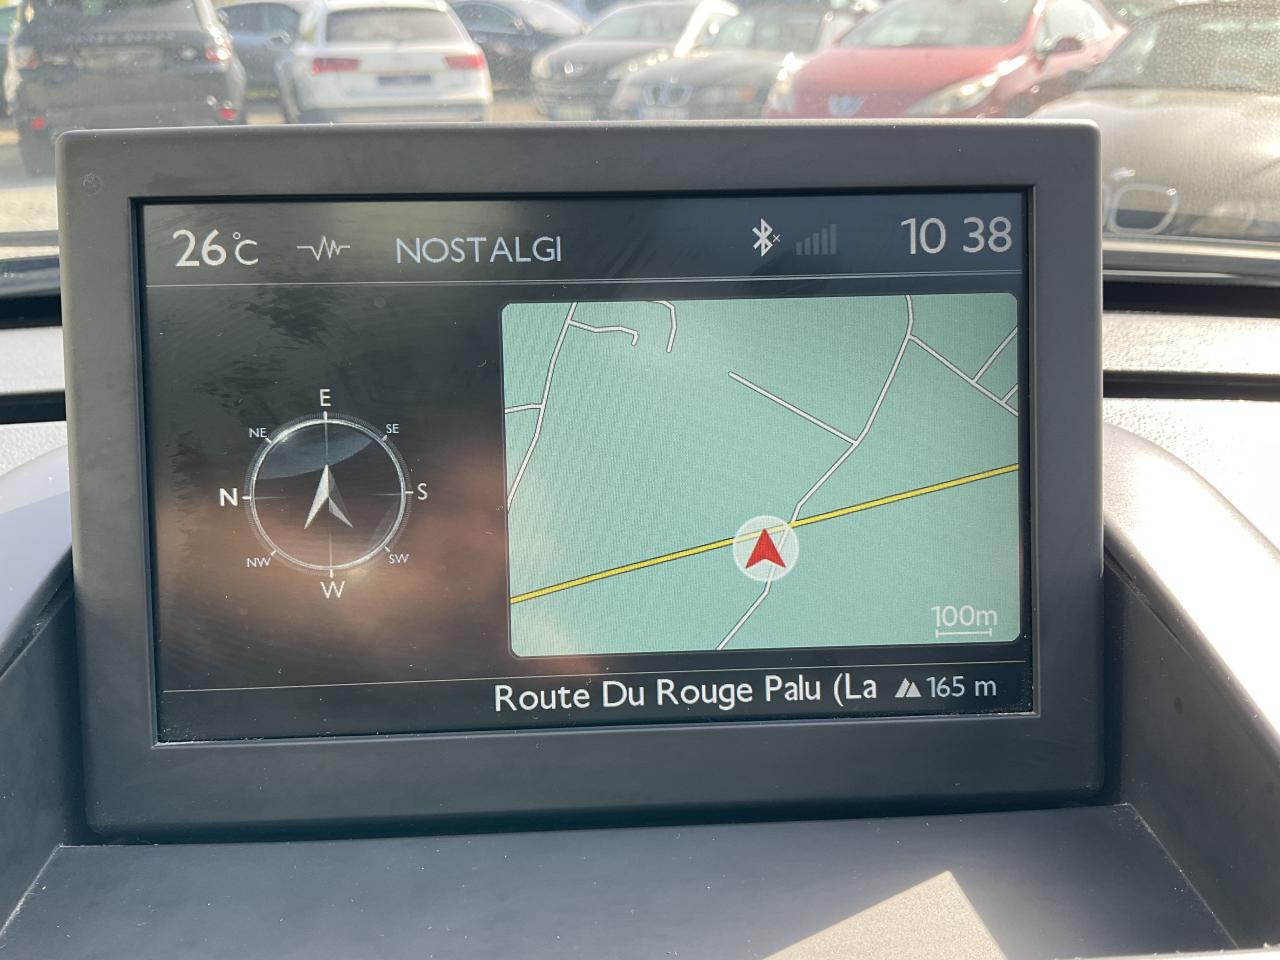 26°C NOSTALGI 10 38
E
NE SE
N S
NW SW
W
100m
Route Du Rouge Palu (La 165 m